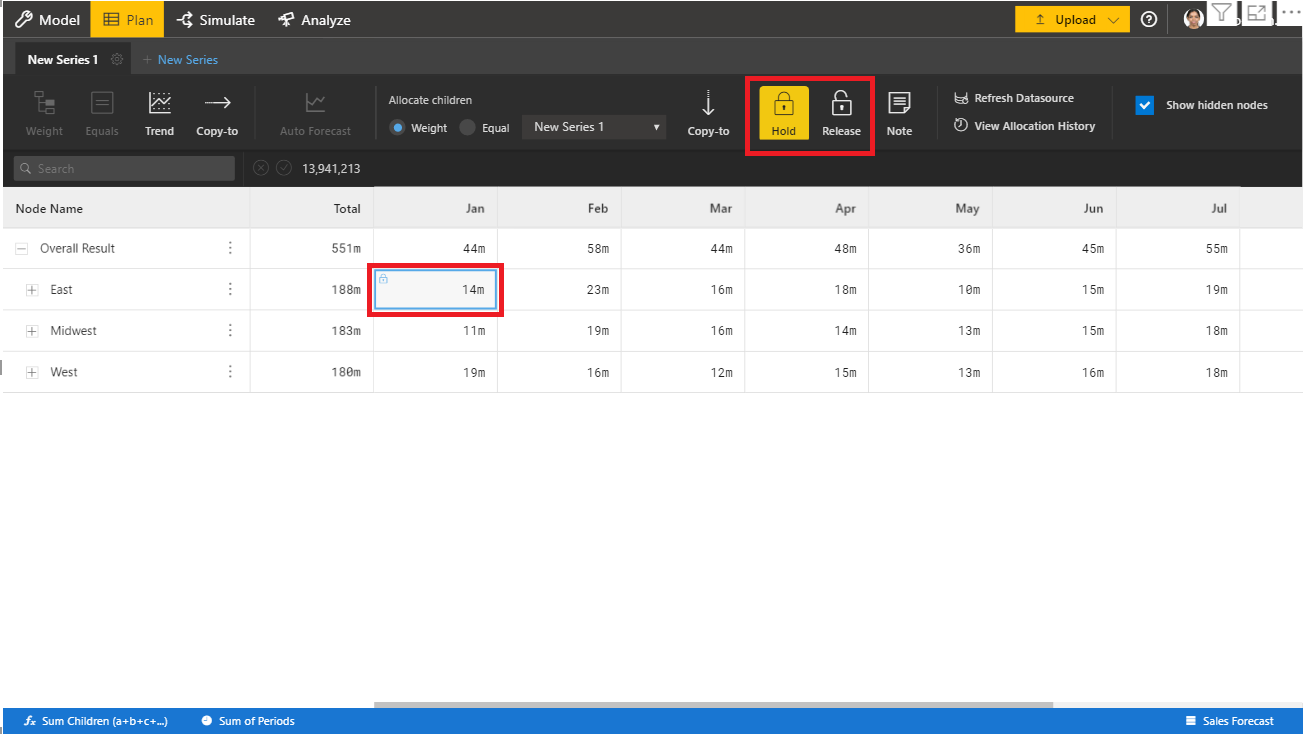 Model Plan Simulate Analyze Upload
New Series 1 + New Series
Weight Equals Trend Copy-to Auto Forecast
Allocate children
Weight Equal New Series 1
Copy-to Hold Release Note
Refresh Datasource
View Allocation History
Show hidden nodes
Search 13,941,213
Node Name Total Jan Feb Mar Apr May Jun Jul
Overall Result 551m 44m 58m 44m 48m 36m 45m 55m
East 188m 14m 23m 16m 18m 10m 15m 19m
Midwest 183m 11m 19m 16m 14m 13m 15m 18m
West 180m 19m 16m 12m 15m 13m 16m 18m
fx Sum Children (a+b+c+...) Sum of Periods Sales Forecast